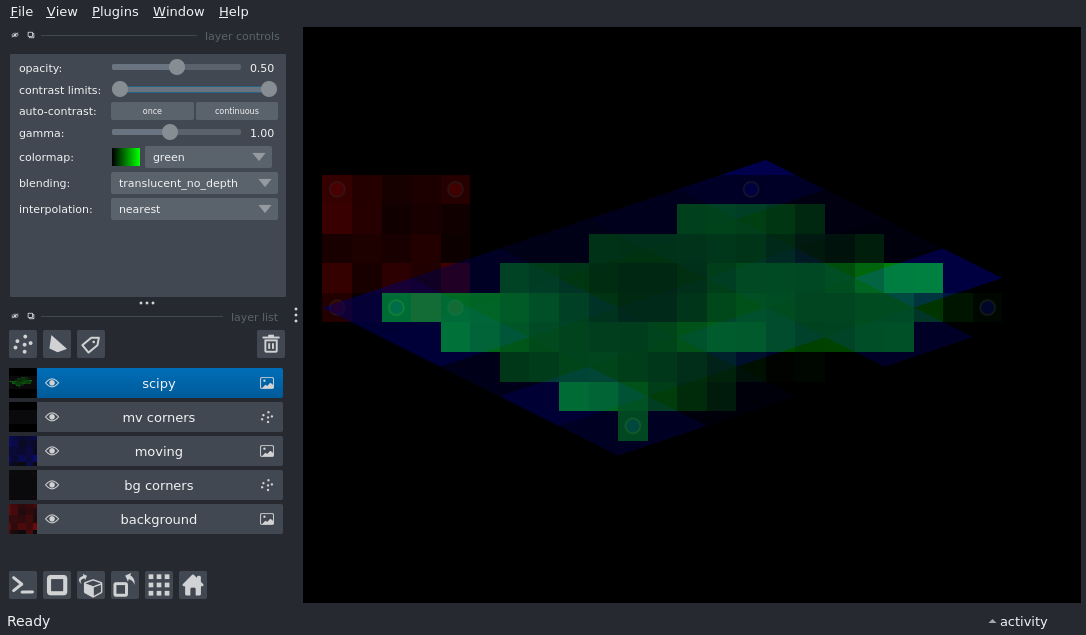 File View Plugins Window Help
layer controls
opacity: 0.50
contrast limits:
auto-contrast: once continuous
gamma: 1.00
colormap: green
blending: translucent_no_depth
interpolation: nearest
layer list
scipy
mv corners
moving
bg corners
background
Ready
activity